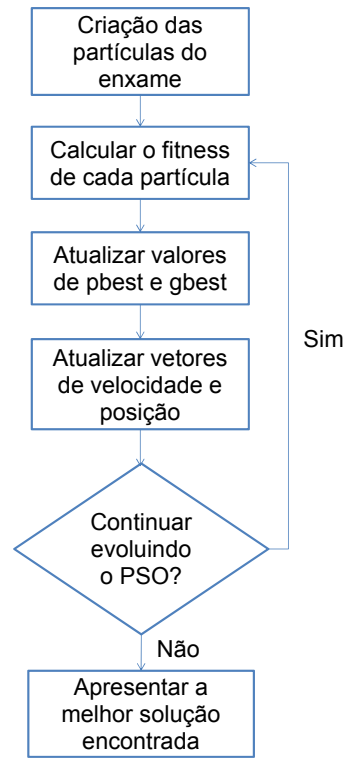 Criação das
partículas do
enxame
Calcular o fitness
de cada partícula
Atualizar valores
de pbest e gbest
Sim
Atualizar vetores
de velocidade e
posição
Continuar
evoluindo
o PSO?
Não
Apresentar a
melhor solução
encontrada